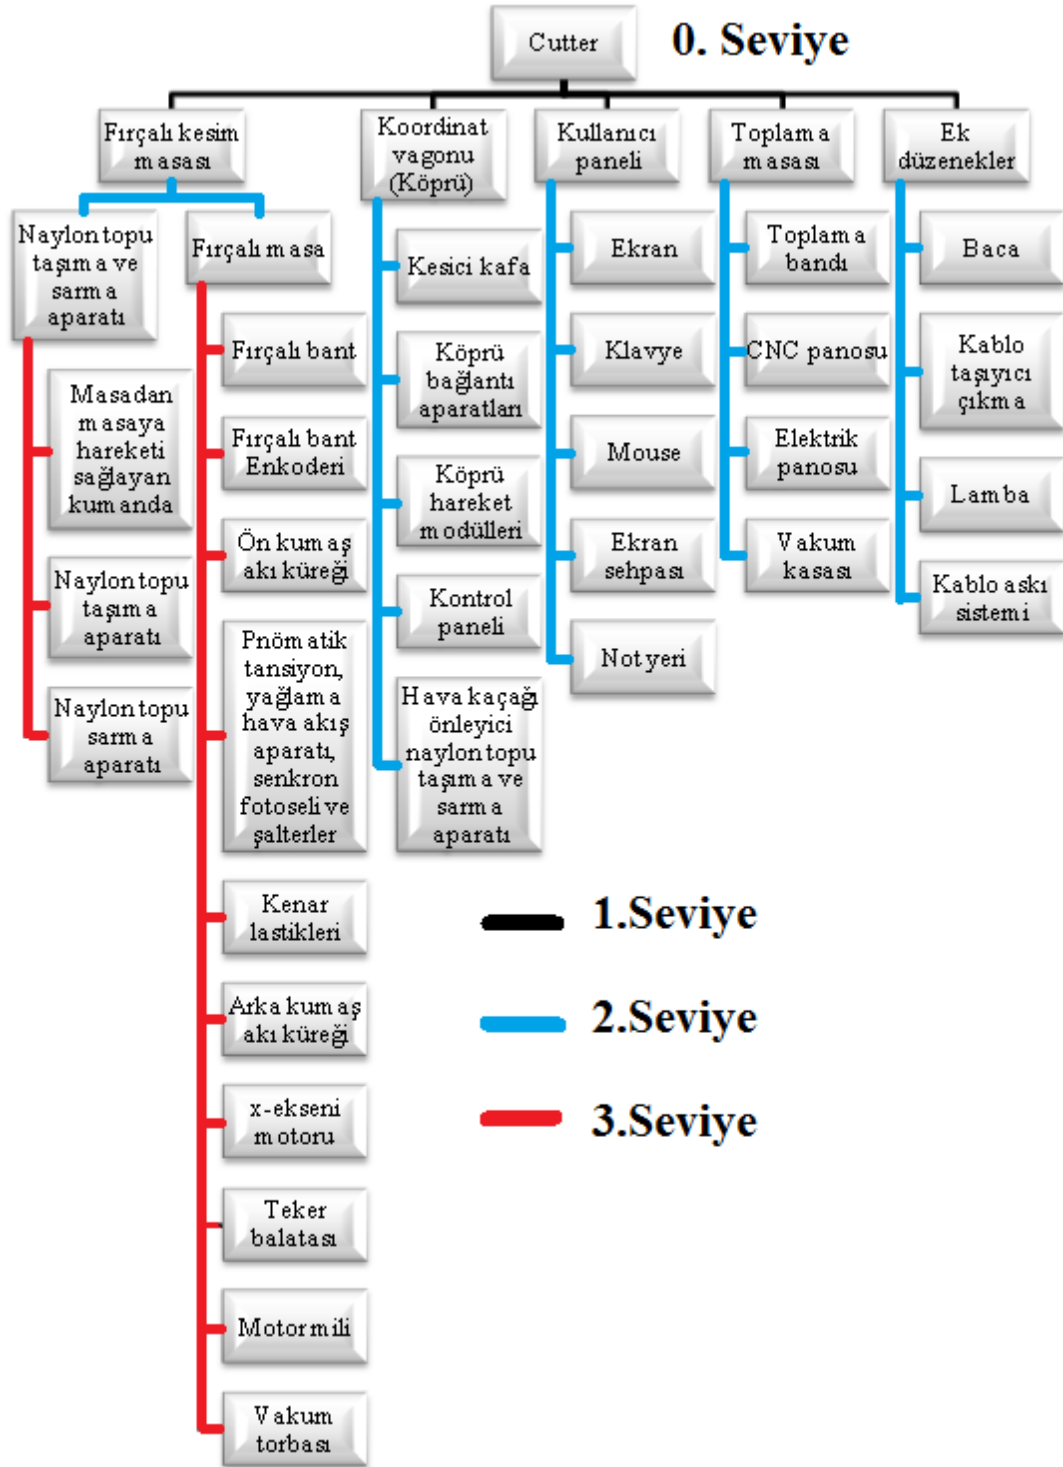 Cutter
0. Seviye
Fırçalı kesim
masası
Koordinat
vagonu
(Köprü)
Kullanıcı
paneli
Toplama
masası
Ek
düzenekler
Naylon topu
taşıma ve
sarma
aparatı
Masadan
masaya
hareketi
sağlayan
kumanda
Naylon topu
taşıma
aparatı
Naylon topu
sarma
aparatı
Fırçalı masa
Fırçalı bant
Fırçalı bant
Enkoderi
Ön kumaş
akı küreği
Pnömatik
tansiyon,
yağlama
hava akış
aparatı,
senkron
fotoseli ve
şalterler
Kenar
lastikleri
Arka kumaş
akı küreği
x-ekseni
motoru
Teker
balatası
Motor mili
Vakum
torbası
Kesici kafa
Köprü
bağlantı
aparatları
Köprü
hareket
modülleri
Kontrol
paneli
Hava kaçağı
önleyici
naylon topu
taşıma ve
sarma
aparatı
Ekran
Klavye
Mouse
Ekran
sehpası
Not yeri
Toplama
bandı
CNC panosu
Elektrik
panosu
Vakum
kasası
Baca
Kablo
taşıyıcı
çıkma
Lamba
Kablo askı
sistemi
1.Seviye
2.Seviye
3.Seviye